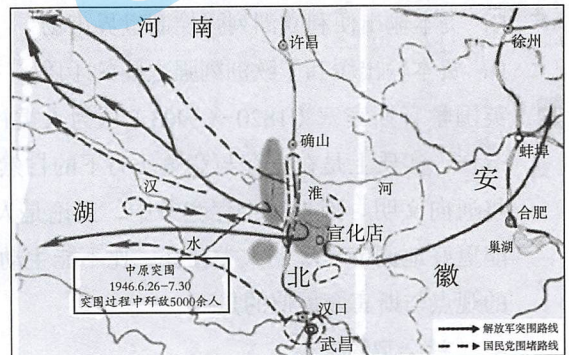 河南
许昌
徐州
确山
蚌埠
汉
淮
河
安
湖
宣化店
合肥
巢湖
水
北
徽
中原突围
1946.6.26-7.30
突围过程中歼敌5000余人
汉口
武昌
解放军突围路线
国民党围堵路线